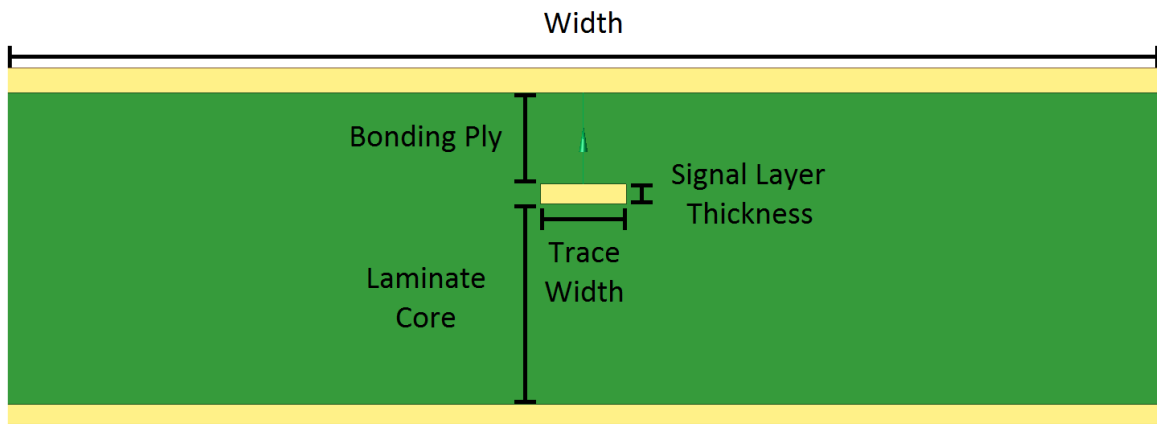 Width
Bonding Ply
Signal Layer
Thickness
Trace
Width
Laminate
Core